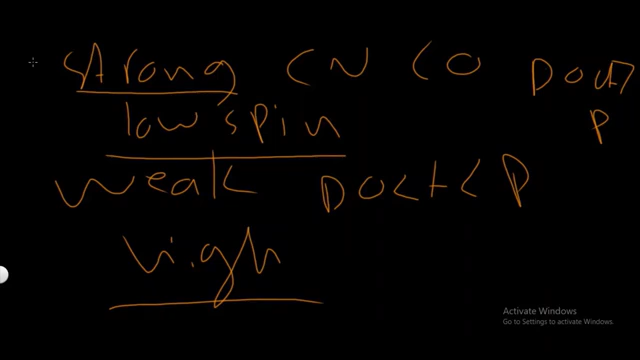 strong CN CO Doct>
low spin P
weak Doct<P
high
Activate Windows
Go to Settings to activate Windows.